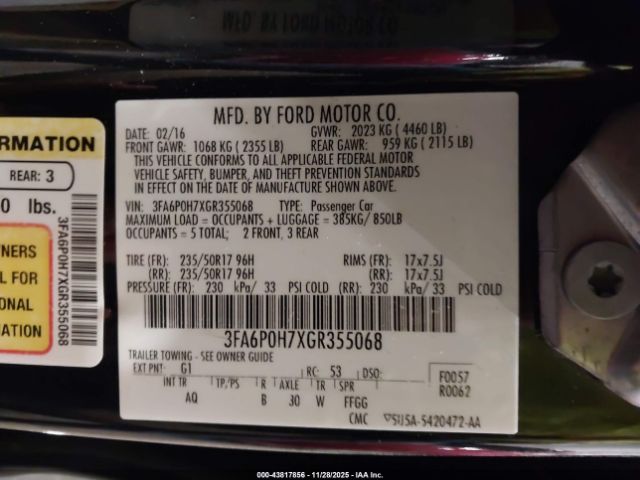 MFD. BY FORD MOTOR CO.
DATE: 02/16 GVWR: 2023 KG ( 4460 LB)
FRONT GAWR: 1068 KG ( 2355 LB) REAR GAWR: 959 KG ( 2115 LB)
THIS VEHICLE CONFORMS TO ALL APPLICABLE FEDERAL MOTOR
VEHICLE SAFETY, BUMPER, AND THEFT PREVENTION STANDARDS
IN EFFECT ON THE DATE OF MANUFACTURE SHOWN ABOVE.
VIN: 3FA6P0H7XGR355068 TYPE: Passenger Car
MAXIMUM LOAD = OCCUPANTS + LUGGAGE = 385KG/ 850LB
OCCUPANTS = 5 TOTAL; 2 FRONT, 3 REAR
TIRE (FR): 235/50R17 96H RIMS (FR): 17x7.5J
(RR): 235/50R17 96H (RR): 17x7.5J
PRESSURE (FR): 230 kPa/ 33 PSI COLD (RR): 230 kPa/ 33 PSI COLD
3FA6P0H7XGR355068
TRAILER TOWING - SEE OWNER GUIDE
EXT PNT: G1 RC: 53 DSO: F0057
INT TR TP/PS R AXLE TR SPR R0062
AQ B 30 W FFGG
CMC 5U5A-5420472-AA
ORMATION
REAR: 3
0 lbs.
3FA6P0H7XGR355068
NERS
L FOR
ONAL
MATION
000-43817856 | 11/28/2025 - IAA Inc.